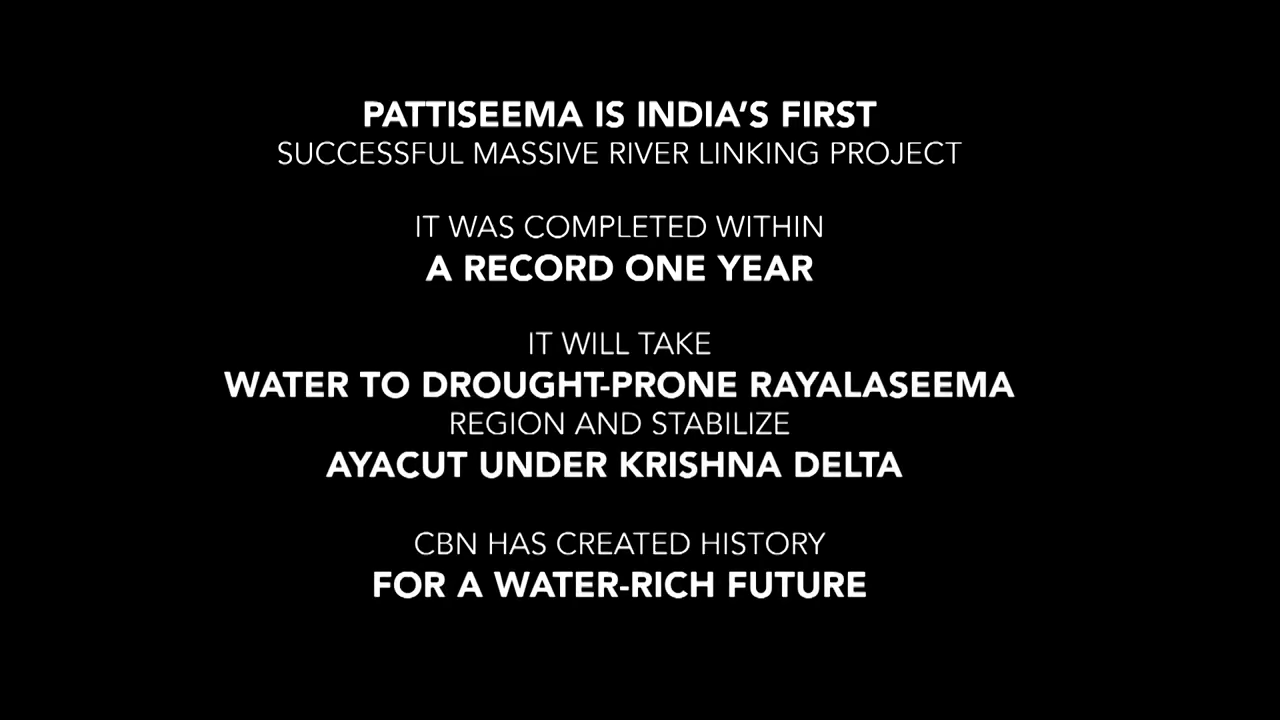 PATTISEEMA IS INDIA'S FIRST
SUCCESSFUL MASSIVE RIVER LINKING PROJECT
IT WAS COMPLETED WITHIN
A RECORD ONE YEAR
IT WILL TAKE
WATER TO DROUGHT-PRONE RAYALASEEMA
REGION AND STABILIZE
AYACUT UNDER KRISHNA DELTA
CBN HAS CREATED HISTORY
FOR A WATER-RICH FUTURE